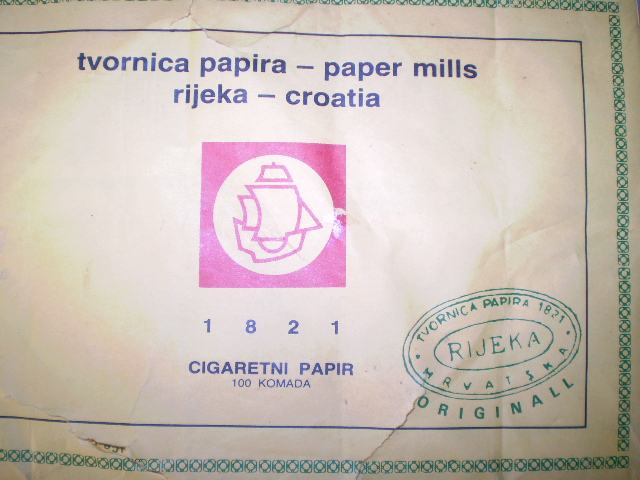 tvornica papira – paper mills
rijeka – croatia
1 8 2 1
CIGARETNI PAPIR
100 KOMADA
TVORNICA PAPIRA 1821
RIJEKA
HRVATSKA
ORIGINALL